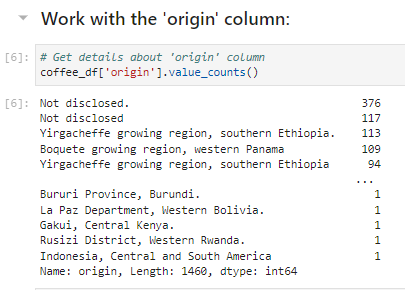 Work with the 'origin' column:
[6]: # Get details about 'origin' column
coffee_df['origin'].value_counts()
[6]: Not disclosed. 376
Not disclosed 117
Yirgacheffe growing region, southern Ethiopia. 113
Boquete growing region, western Panama 109
Yirgacheffe growing region, southern Ethiopia 94
...
Bururi Province, Burundi. 1
La Paz Department, Western Bolivia. 1
Gakui, Central Kenya. 1
Rusizi District, Western Rwanda. 1
Indonesia, Central and South America 1
Name: origin, Length: 1460, dtype: int64